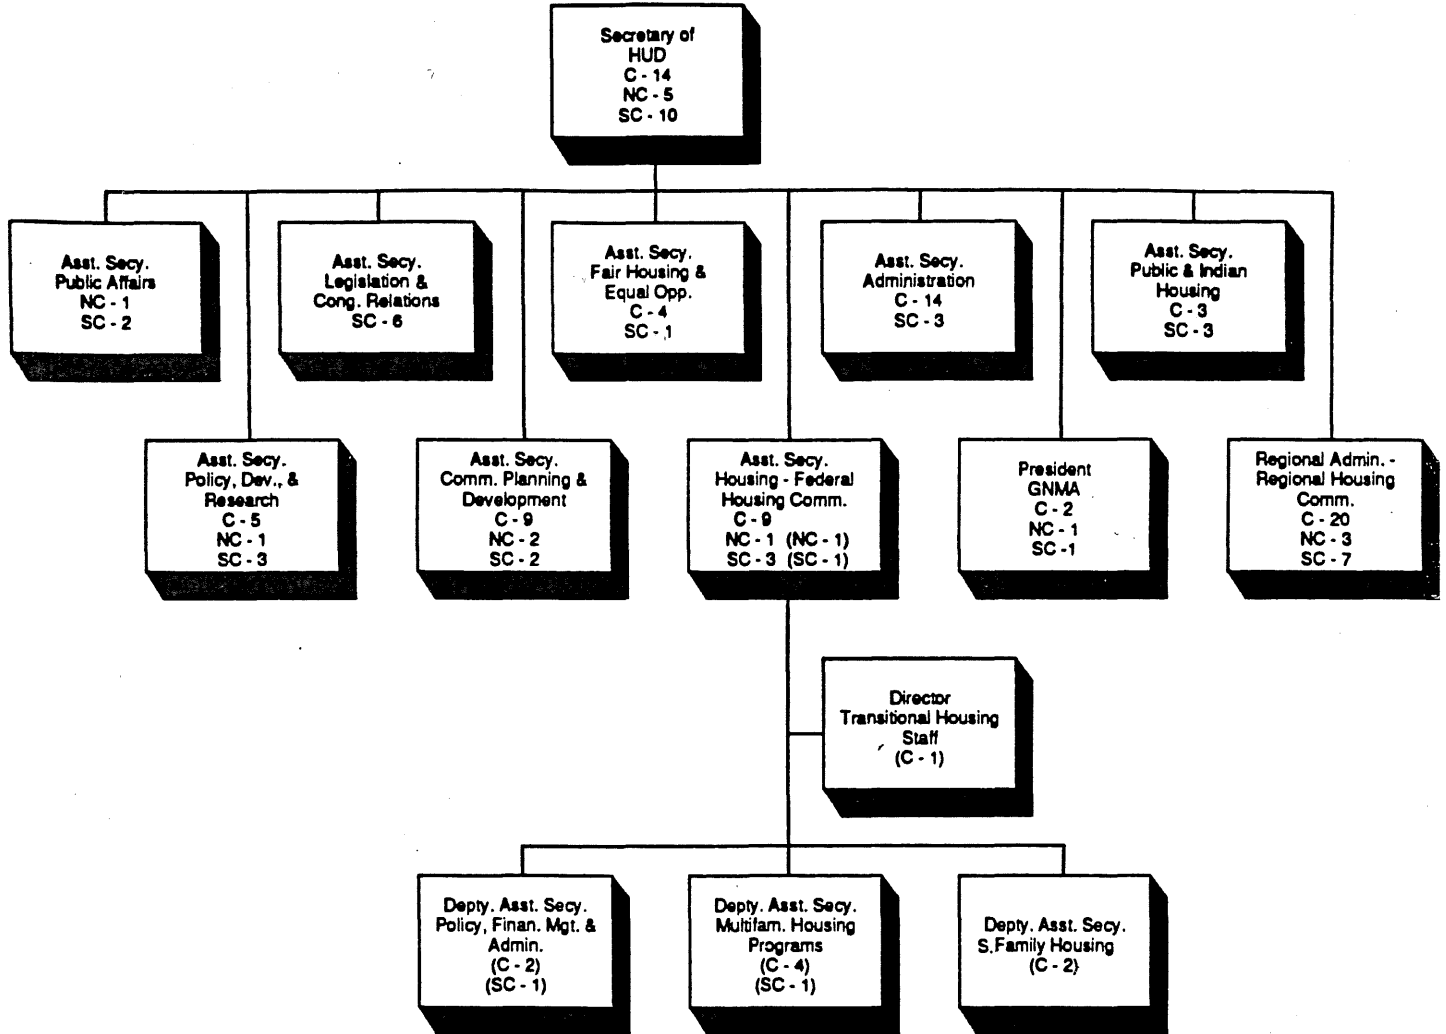 Secretary of
HUD
C - 14
NC - 5
SC - 10
Asst. Secy.
Public Affairs
NC - 1
SC - 2
Asst. Secy.
Legislation &
Cong. Relations
SC - 6
Asst. Secy.
Fair Housing &
Equal Opp.
C - 4
SC - 1
Asst. Secy.
Administration
C - 14
SC - 3
Asst. Secy.
Public & Indian
Housing
C - 3
SC - 3
Asst. Secy.
Policy, Dev., &
Research
C - 5
NC - 1
SC - 3
Asst. Secy.
Comm. Planning &
Development
C - 9
NC - 2
SC - 2
Asst. Secy.
Housing - Federal
Housing Comm.
C - 9
NC - 1 (NC - 1)
SC - 3 (SC - 1)
President
GNMA
C - 2
NC - 1
SC -1
Regional Admin. -
Regional Housing
Comm.
C - 20
NC - 3
SC - 7
Director
Transitional Housing
Staff
(C - 1)
Depty. Asst. Secy.
Policy, Finan. Mgt. &
Admin.
(C - 2)
(SC - 1)
Depty. Asst. Secy.
Multifam. Housing
Programs
(C - 4)
(SC - 1)
Depty. Asst. Secy.
S. Family Housing
(C - 2)